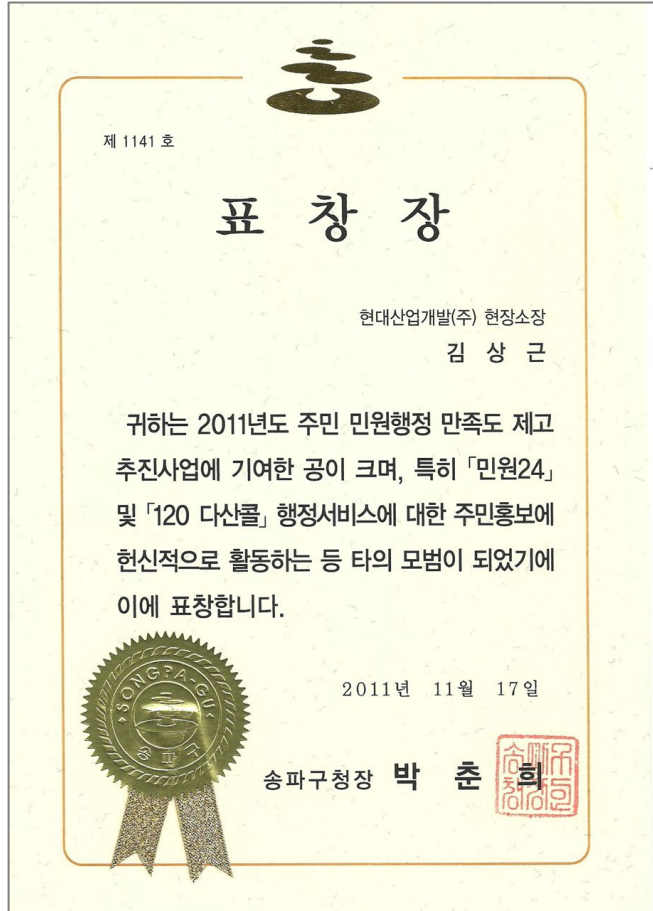 제 1141 호
표 창 장
현대산업개발(주) 현장소장
김 상 근
귀하는 2011년도 주민 민원행정 만족도 제고
추진사업에 기여한 공이 크며, 특히 「민원24」
및 「120 다산콜」 행정서비스에 대한 주민홍보에
헌신적으로 활동하는 등 타의 모범이 되었기에
이에 표창합니다.
2011년 11월 17일
SONGPA-GU
송파구
송파구청장 박 춘 희